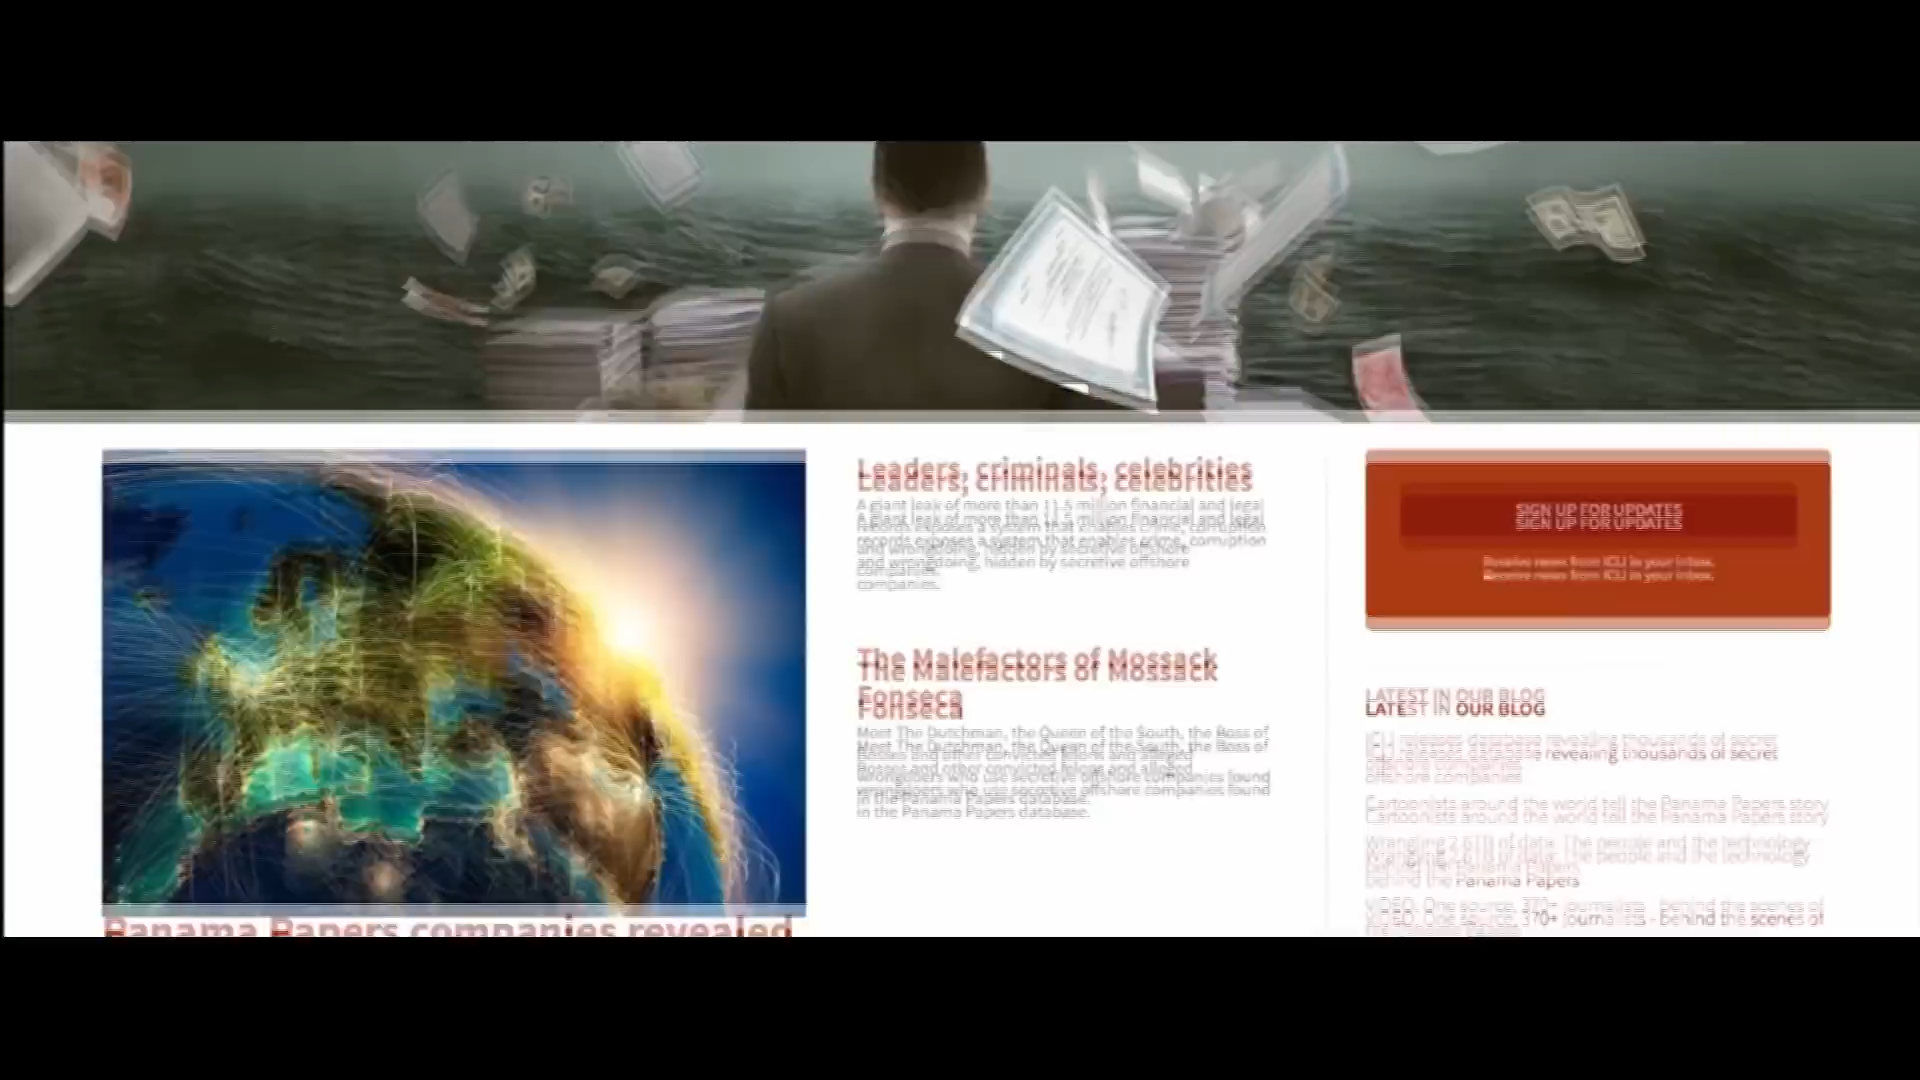 Leaders, criminals, celebrities
A giant leak of more than 11.5 million financial and legal
records exposes a system that enables crime, corruption
and wrongdoing, hidden by secretive offshore
companies.
The Malefactors of Mossack
Fonseca
Meet The Dutchman, the Queen of the South, the Boss of
Bosses and other convicted felons and alleged
wrongdoers who use secretive offshore companies found
in the Panama Papers database.
Panama Papers companies revealed
SIGN UP FOR UPDATES
Receive news from ICIJ in your inbox.
LATEST IN OUR BLOG
ICIJ releases database revealing thousands of secret
offshore companies
Cartoonists around the world tell the Panama Papers story
Wrangling 2.6TB of data: The people and the technology
behind the Panama Papers
VIDEO: One source, 370+ journalists - behind the scenes of